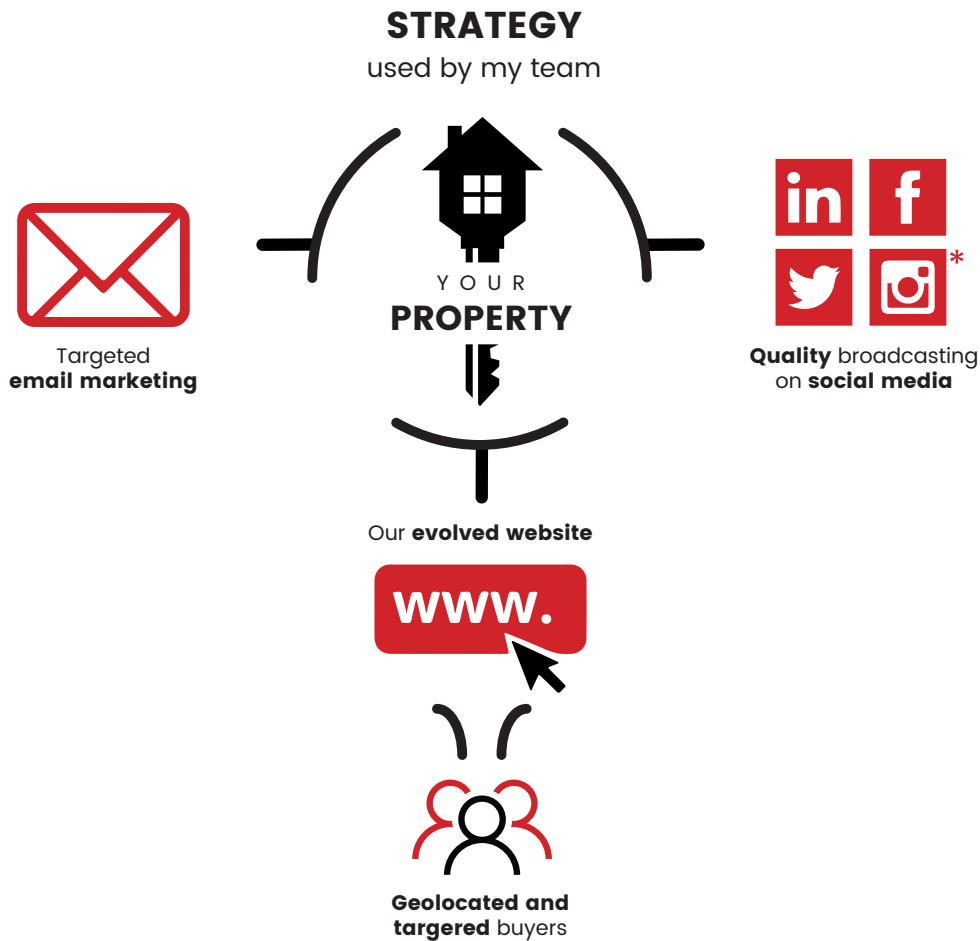 STRATEGY
used by my team
YOUR
PROPERTY
Targeted
email marketing
in f
*
Quality broadcasting
on social media
Our evolved website
www.
Geolocated and
targered buyers